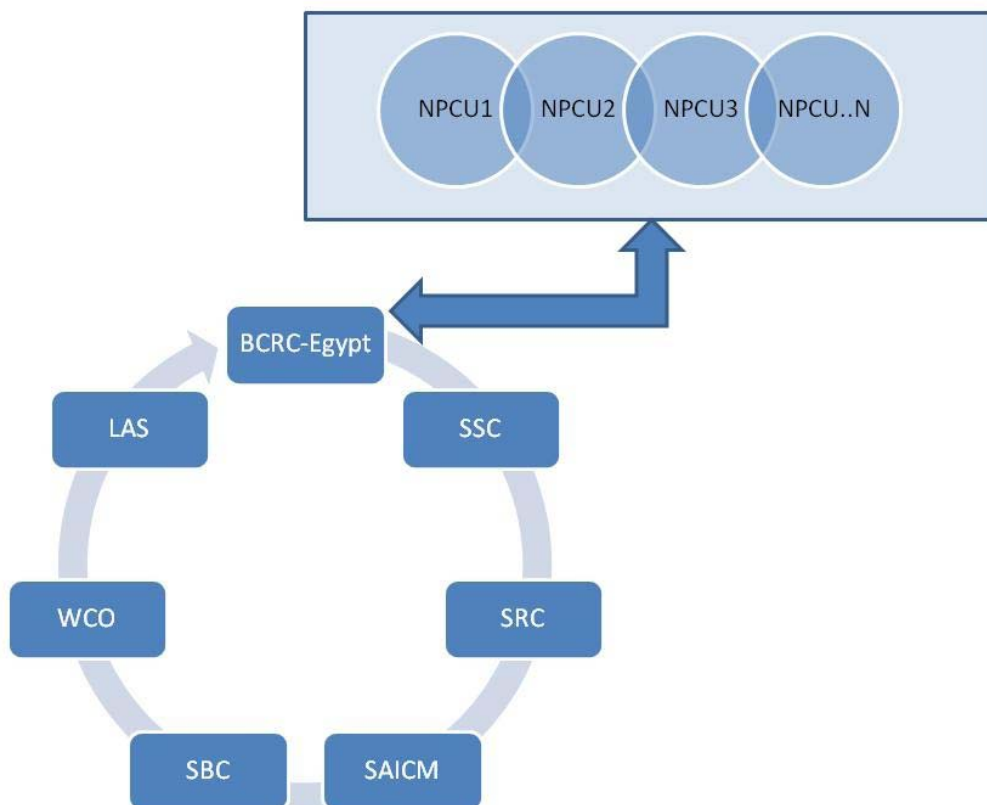 NPCU1
NPCU2
NPCU3
NPCU..N
BCRC-Egypt
SSC
SRC
SAICM
SBC
WCO
LAS